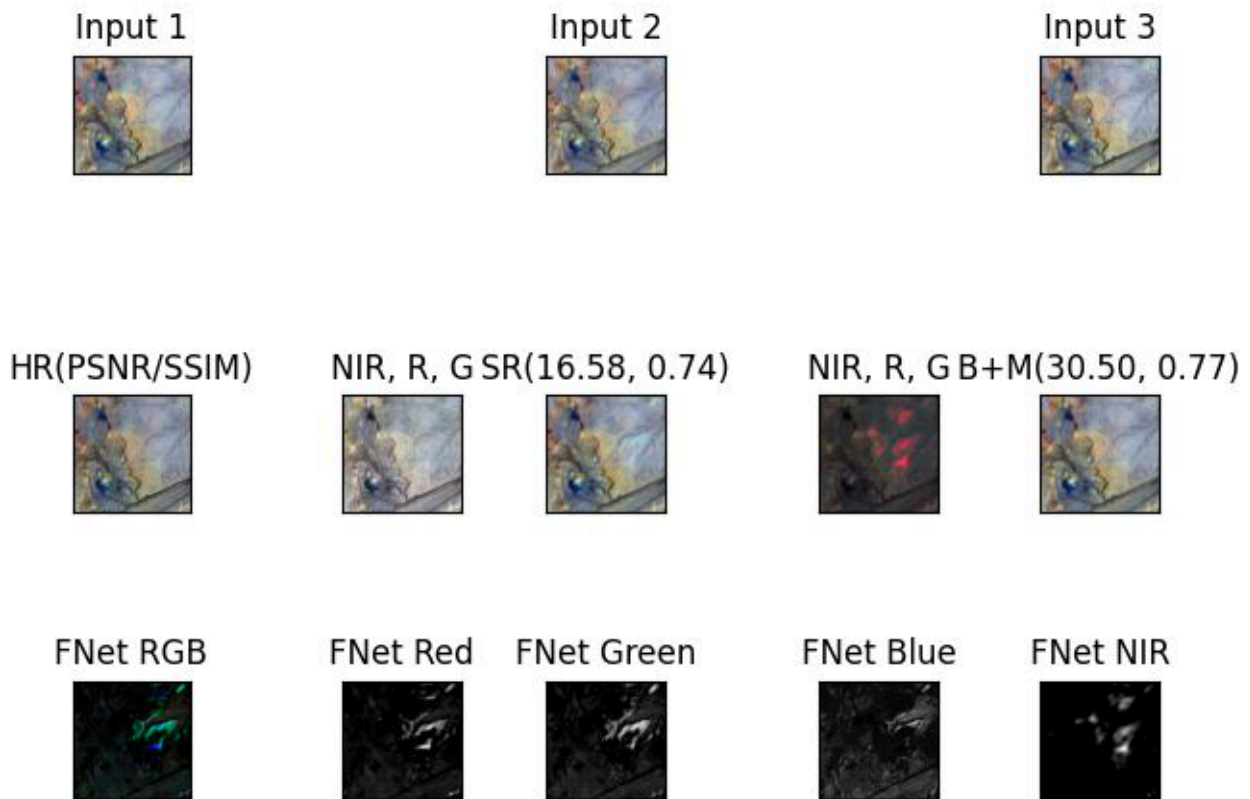 Input 1 Input 2 Input 3
HR(PSNR/SSIM) NIR, R, G SR(16.58, 0.74) NIR, R, G B+M(30.50, 0.77)
FNet RGB FNet Red FNet Green FNet Blue FNet NIR